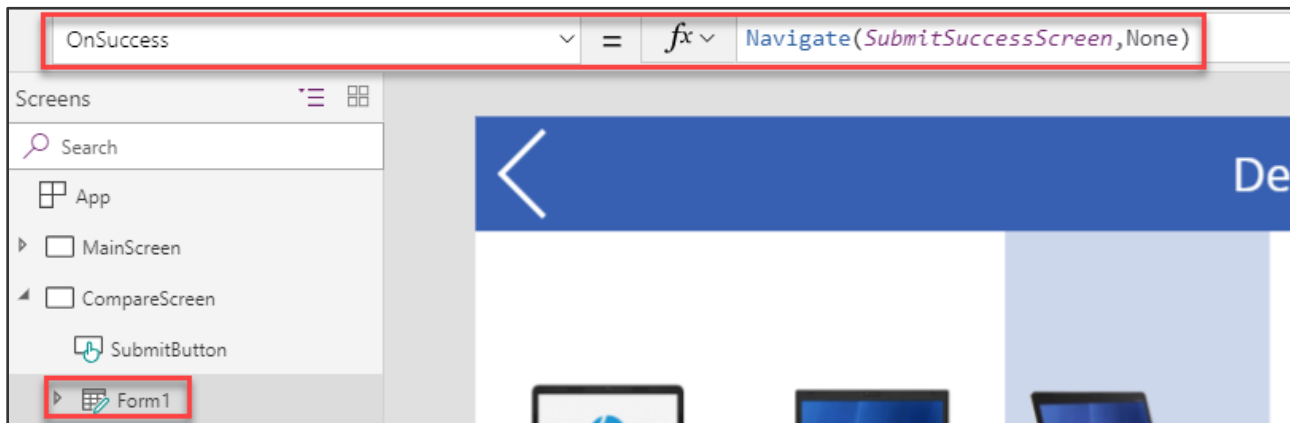 OnSuccess = fx Navigate(SubmitSuccessScreen,None)
Screens
Search
App
MainScreen
CompareScreen
SubmitButton
Form1
De